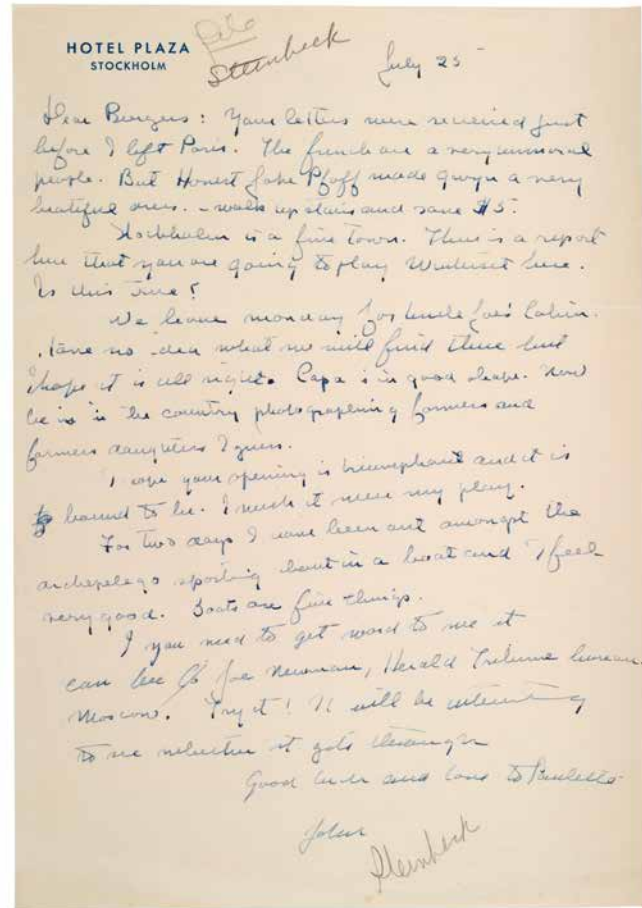 HOTEL PLAZA
STOCKHOLM
File
Steinbeck
July 25
Dear Burgess: Your letters were received just
before I left Paris. The french are a very immoral
people. But Honest Jake Pfaff made Gwyn a very
beatiful dress. – walk up stairs and save $5.
Stockholm is a fine town. There is a report
here that you are going to play Winterset here.
Is this true?
We leave monday for Uncle Joe's Cabin.
Have no idea what we will find there but
hope it is all right. Capa is in good shape. Now
he is in the country photographing farmers and
farmers daughters I guess.
I hope your opening is triumphant and it is
bound to be. I wish it were my play.
For two days I have been out amongst the
archepelego sporting about in a boat and I feel
very good. Boats are fine things.
I you need to get word to me it
can be c/o Joe Newman, Herald Tribune bureau
Moscow. Try it! It will be interesting
to me whether it gets through
Good luck and love to Paulette
John
Steinbeck